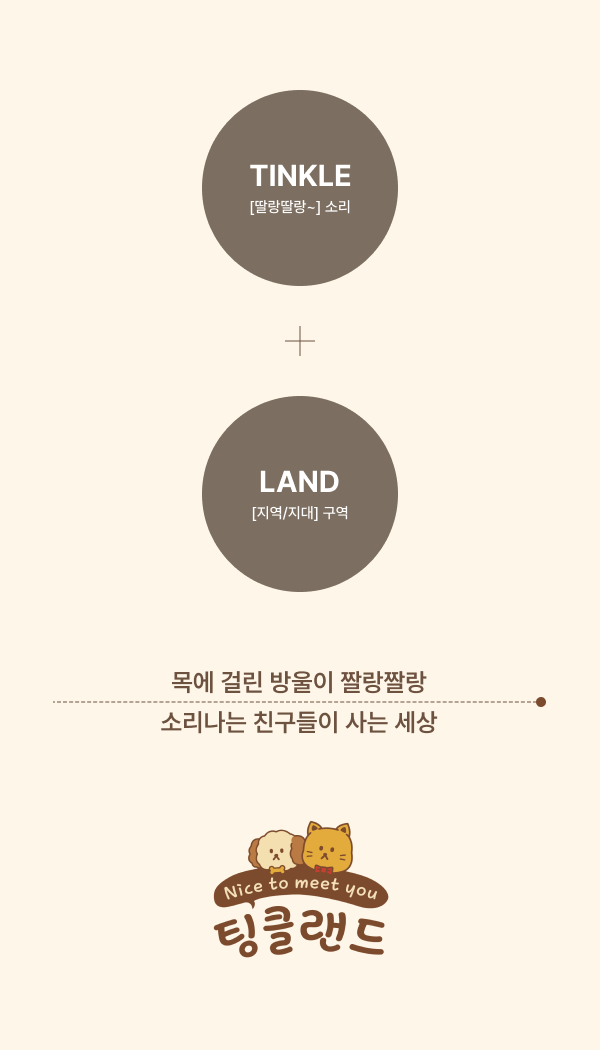 TINKLE
[딸랑딸랑~] 소리
LAND
[지역/지대] 구역
목에 걸린 방울이 짤랑짤랑
소리나는 친구들이 사는 세상
Nice to meet you
팅클랜드